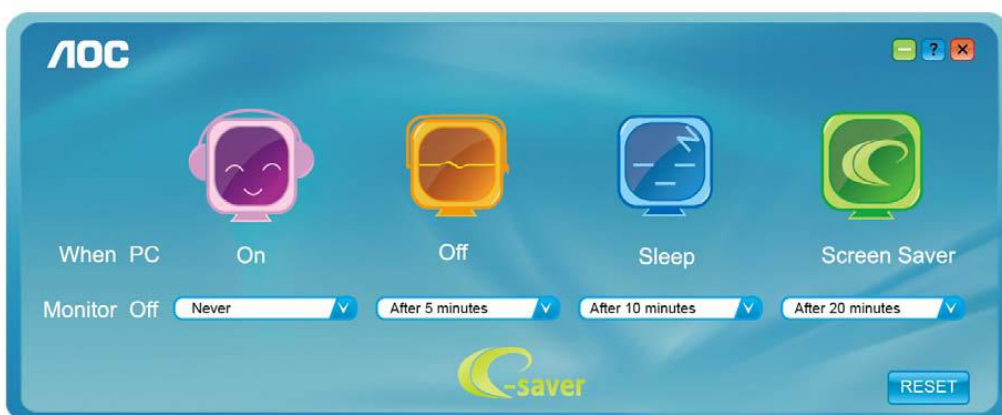 AOC
?
When PC On Off Sleep Screen Saver
Monitor Off Never After 5 minutes After 10 minutes After 20 minutes
e-saver
RESET